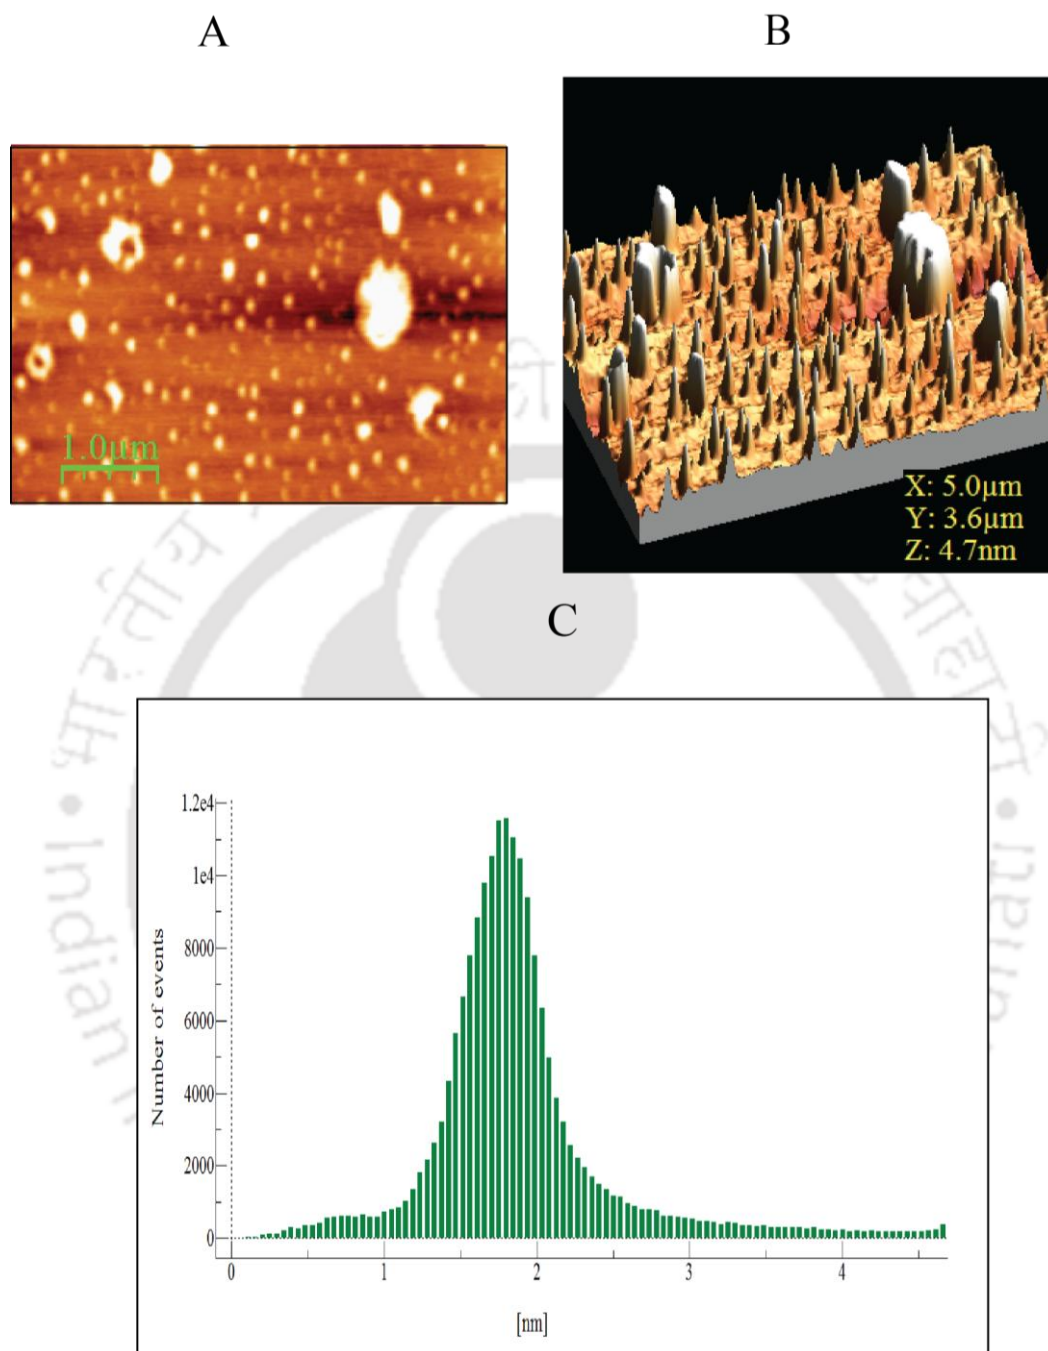 A
B
1.0µm
X: 5.0µm
Y: 3.6µm
Z: 4.7nm
C
1.2e4
1e4
8000
6000
4000
2000
0
Number of events
0 1 2 3 4
[nm]
Indian